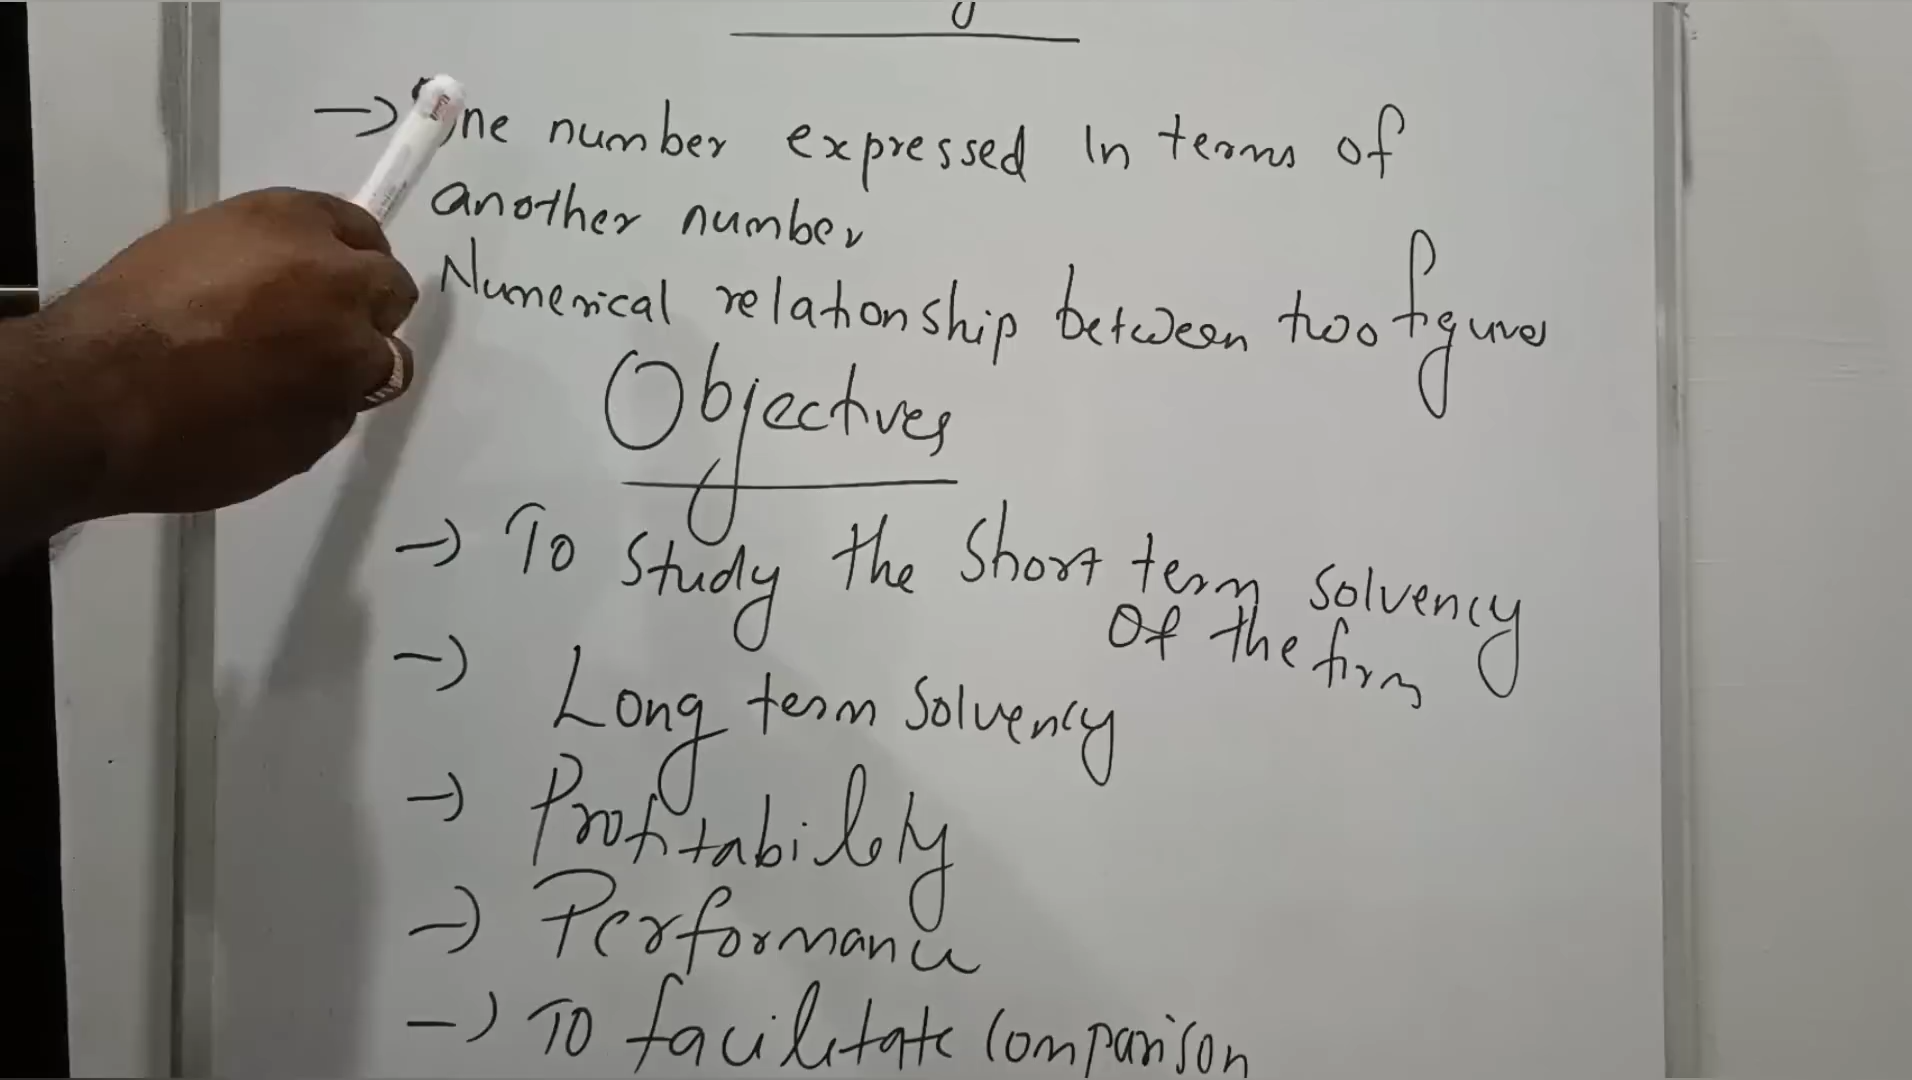 → One number expressed In terms of
another number
Numerical relationship between two figures
Objectives
→ To Study the Short term Solvency
Of the firm
→ Long term Solvency
→ Profitability
→ Performance
→ To facilitate Comparison